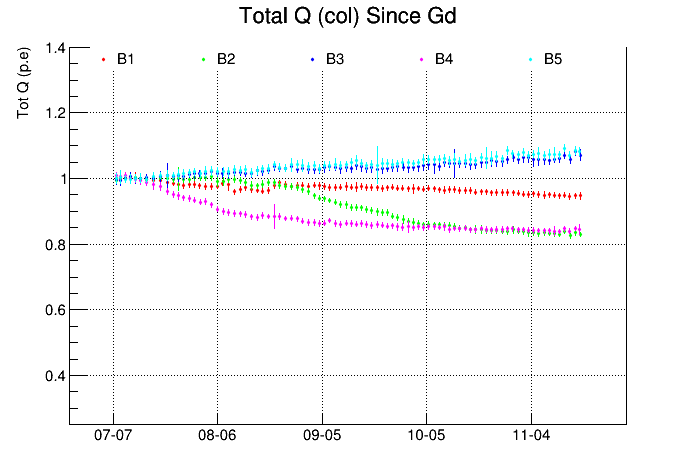 Total Q (col) Since Gd
Tot Q (p.e)
B1 B2 B3 B4 B5
1.4
1.2
1
0.8
0.6
0.4
07-07 08-06 09-05 10-05 11-04